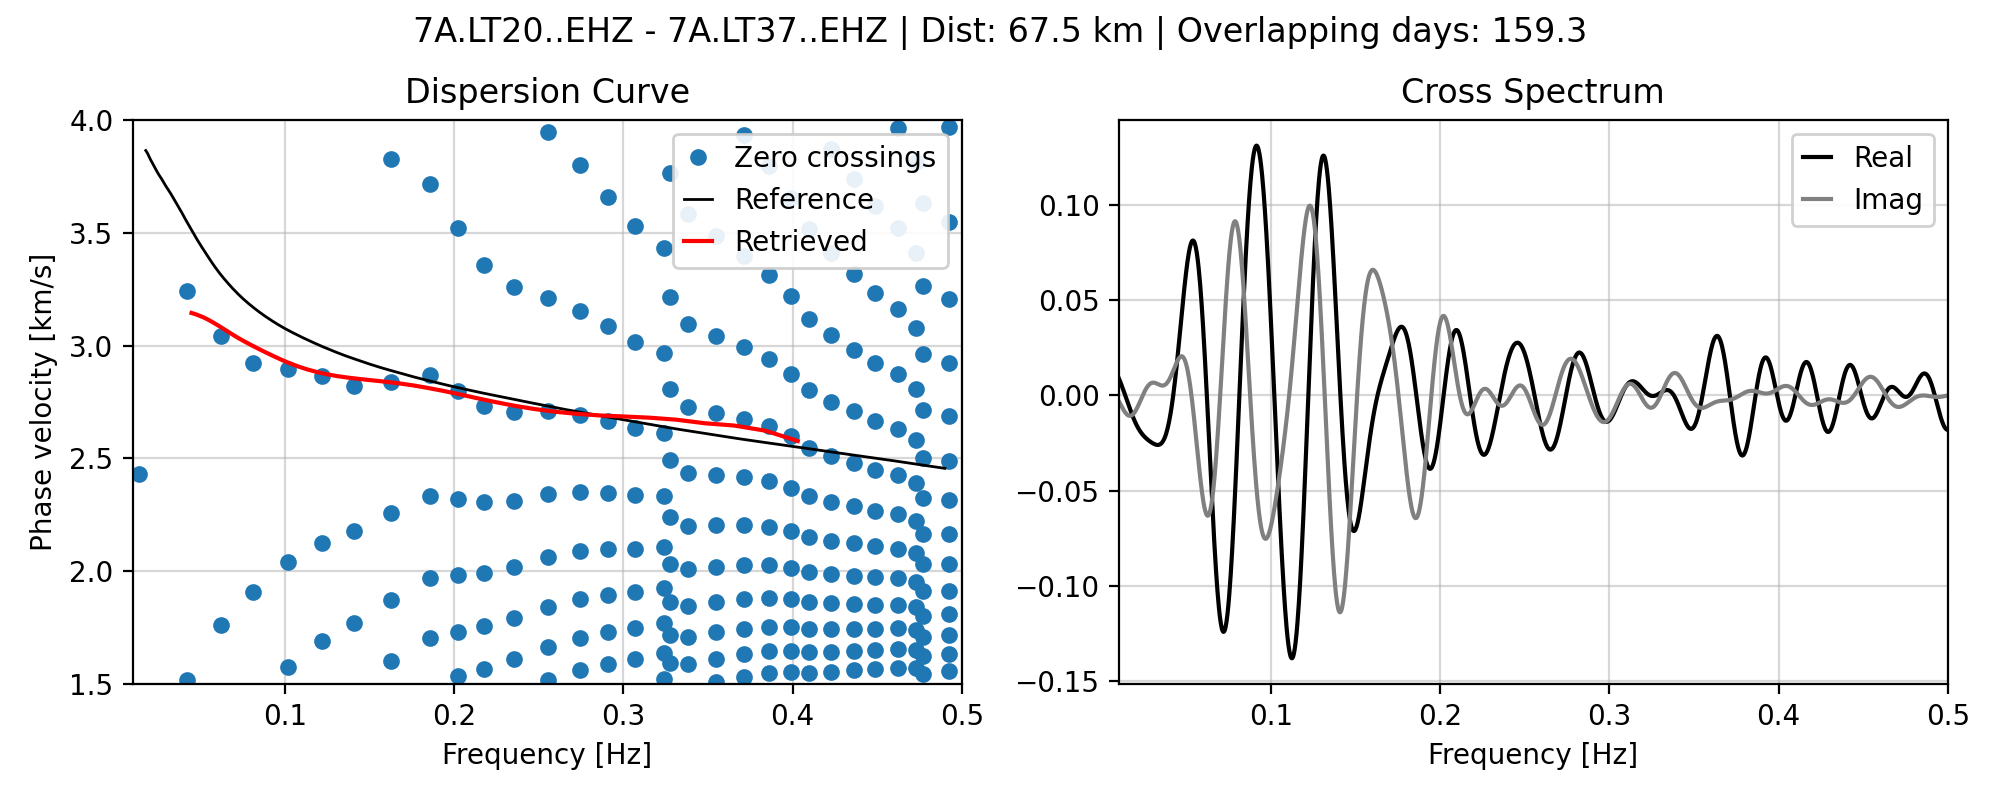 7A.LT20..EHZ - 7A.LT37..EHZ | Dist: 67.5 km | Overlapping days: 159.3
Dispersion Curve
4.0
3.5
3.0
2.5
2.0
1.5
Phase velocity [km/s]
0.1 0.2 0.3 0.4 0.5
Frequency [Hz]
Zero crossings
Reference
Retrieved
Cross Spectrum
0.10
0.05
0.00
−0.05
−0.10
−0.15
0.1 0.2 0.3 0.4 0.5
Frequency [Hz]
Real
Imag